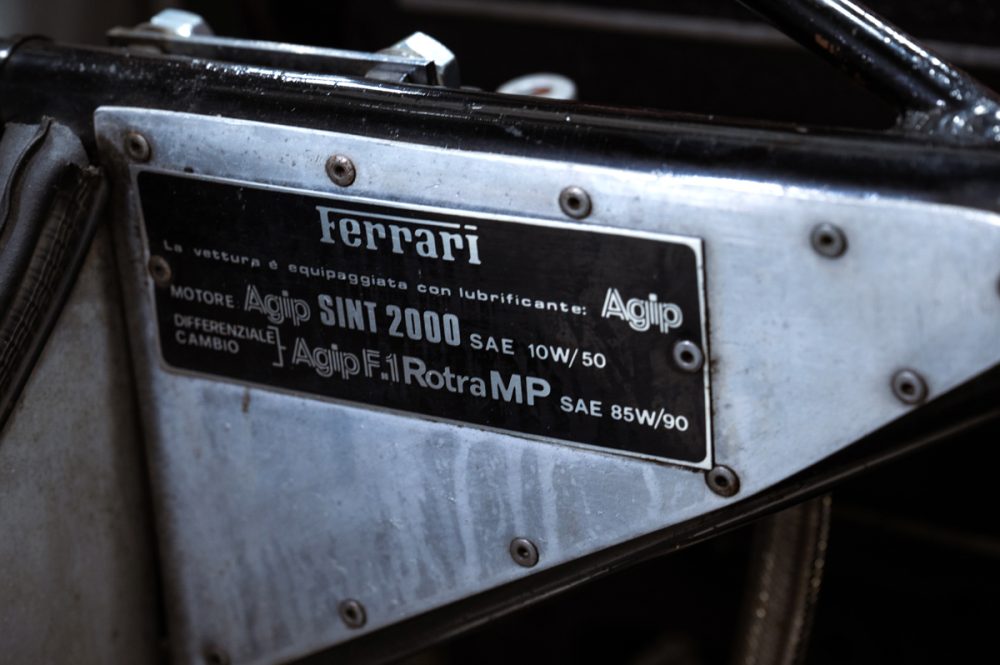 Ferrari
La vettura é equipaggiata con lubrificante: Agip
MOTORE: Agip SINT 2000 SAE 10W/50
DIFFERENZIALE
CAMBIO
Agip F.1 Rotra MP SAE 85W/90